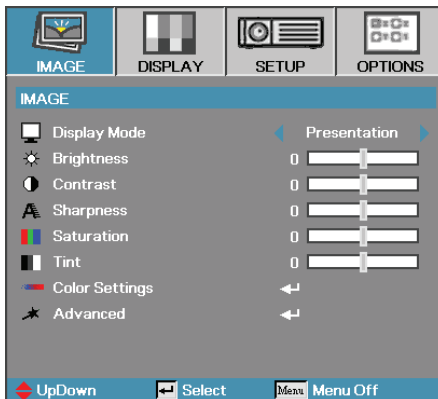 IMAGE DISPLAY SETUP OPTIONS
IMAGE
Display Mode Presentation
Brightness 0
Contrast 0
Sharpness 0
Saturation 0
Tint 0
Color Settings
Advanced
UpDown Select Menu Menu Off